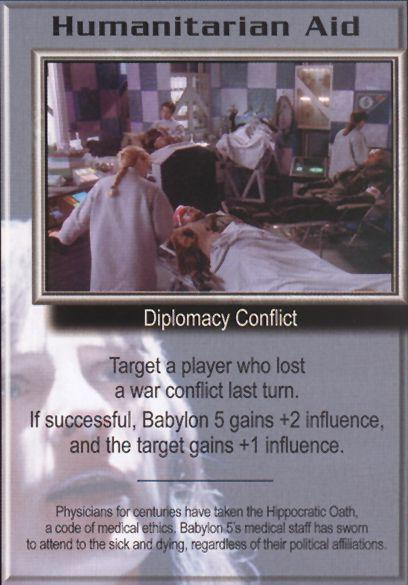 Humanitarian Aid
Diplomacy Conflict
Target a player who lost
a war conflict last turn.
If successful, Babylon 5 gains +2 influence,
and the target gains +1 influence.
Physicians for centuries have taken the Hippocratic Oath,
a code of medical ethics. Babylon 5's medical staff has sworn
to attend to the sick and dying, regardless of their political affiliations.